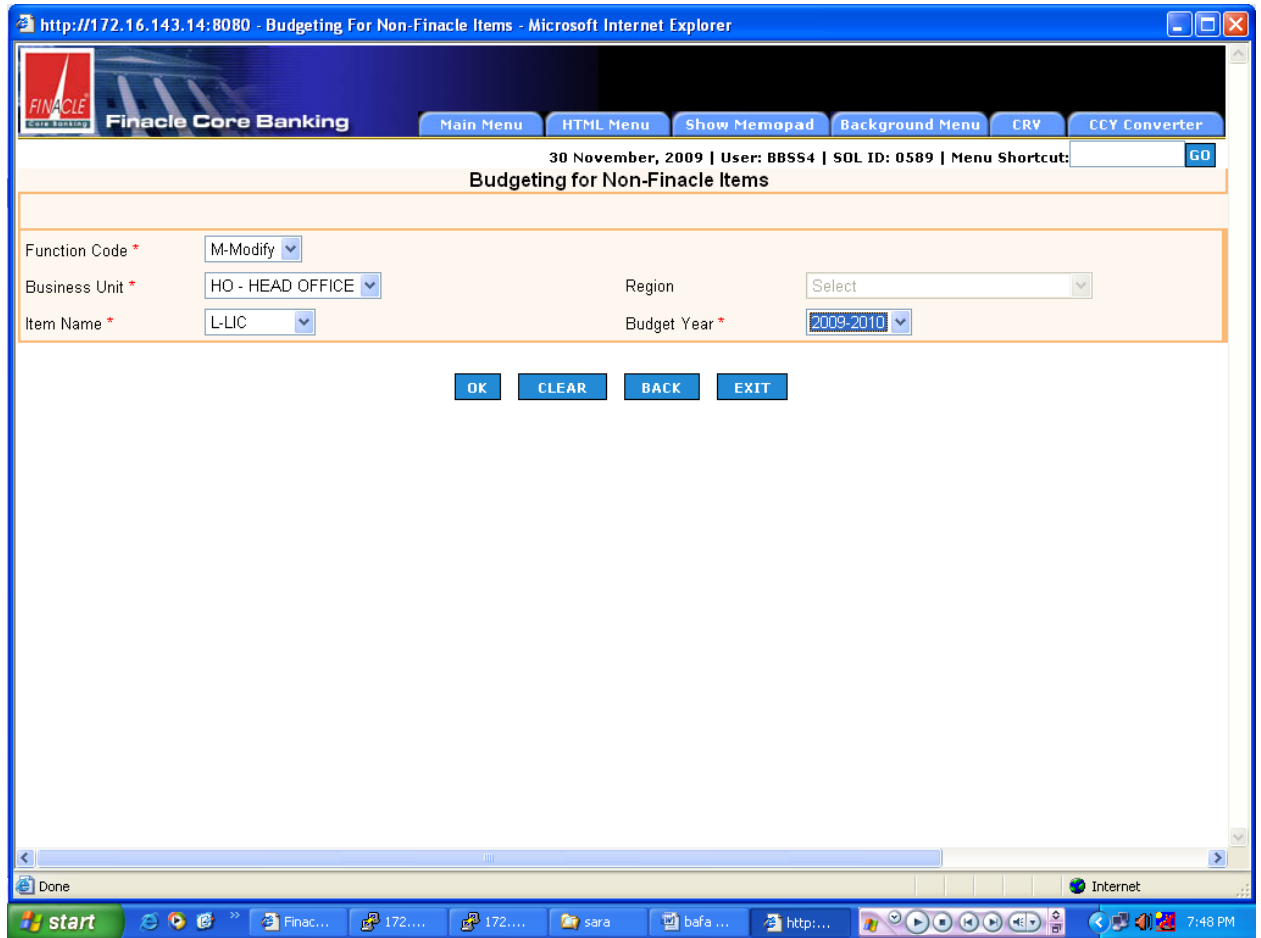 http://172.16.143.14:8080 - Budgeting For Non-Finacle Items - Microsoft Internet Explorer
FINACLE
Core Banking
Finacle Core Banking
Main Menu HTML Menu Show Memopad Background Menu CRV CCY Converter
30 November, 2009 | User: BBSS4 | SOL ID: 0589 | Menu Shortcut: GO
Budgeting for Non-Finacle Items
Function Code * M-Modify
Business Unit * HO - HEAD OFFICE Region Select
Item Name * L-LIC Budget Year * 2009-2010
OK CLEAR BACK EXIT
Done Internet
start Finac... 172.... 172.... sara bafa ... http:... 7:48 PM